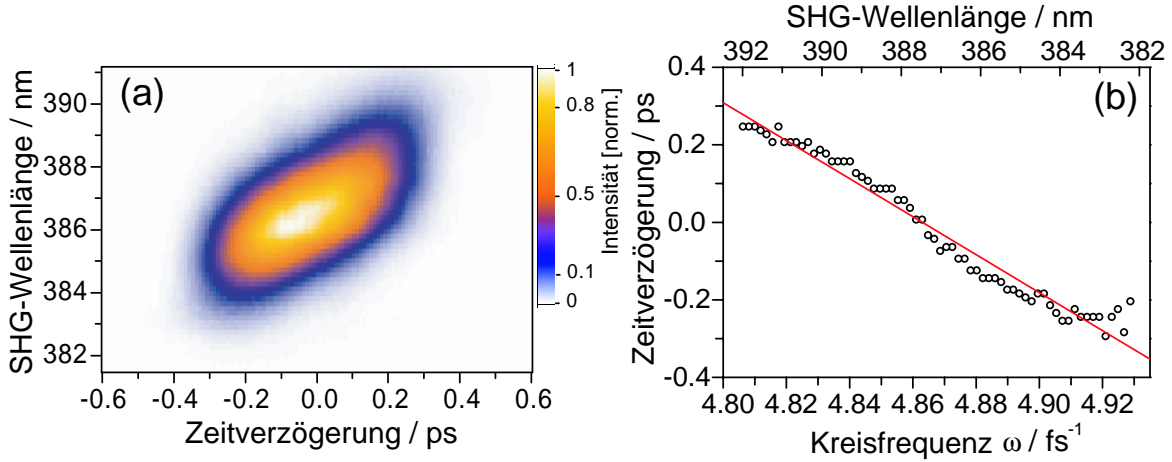 (a)
SHG-Wellenlänge / nm
390
388
386
384
382
-0.6 -0.4 -0.2 0.0 0.2 0.4 0.6
Zeitverzögerung / ps
1
0.8
0.5
0.1
0
Intensität [norm.]
SHG-Wellenlänge / nm
392 390 388 386 384 382
(b)
Zeitverzögerung / ps
0.4
0.2
0.0
-0.2
-0.4
4.80 4.82 4.84 4.86 4.88 4.90 4.92
Kreisfrequenz ω / fs⁻¹